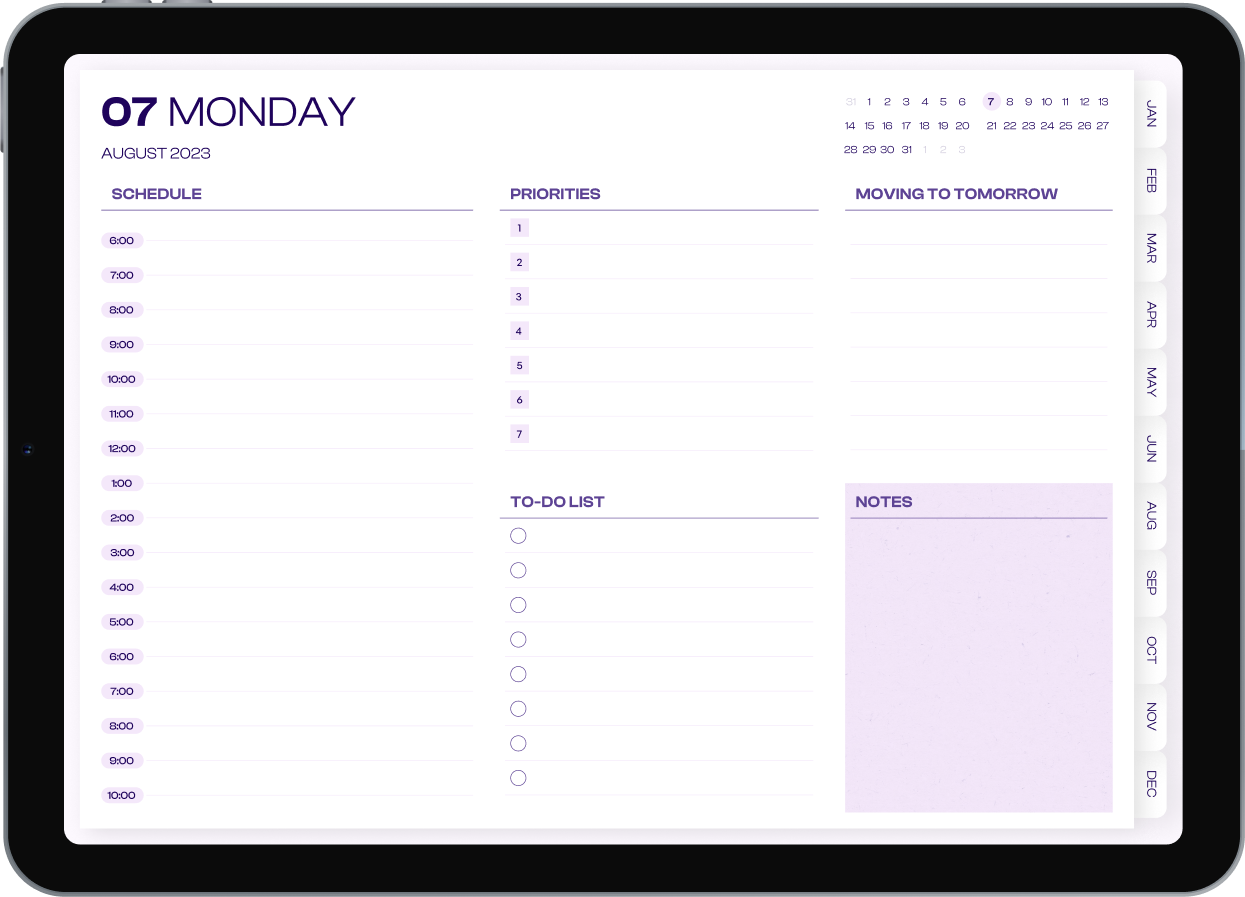 07 MONDAY
AUGUST 2023
31 1 2 3 4 5 6 7 8 9 10 11 12 13
14 15 16 17 18 19 20 21 22 23 24 25 26 27
28 29 30 31 1 2 3
SCHEDULE
6:00
7:00
8:00
9:00
10:00
11:00
12:00
1:00
2:00
3:00
4:00
5:00
6:00
7:00
8:00
9:00
10:00
PRIORITIES
1
2
3
4
5
6
7
TO-DO LIST
MOVING TO TOMORROW
NOTES
JAN
FEB
MAR
APR
MAY
JUN
AUG
SEP
OCT
NOV
DEC